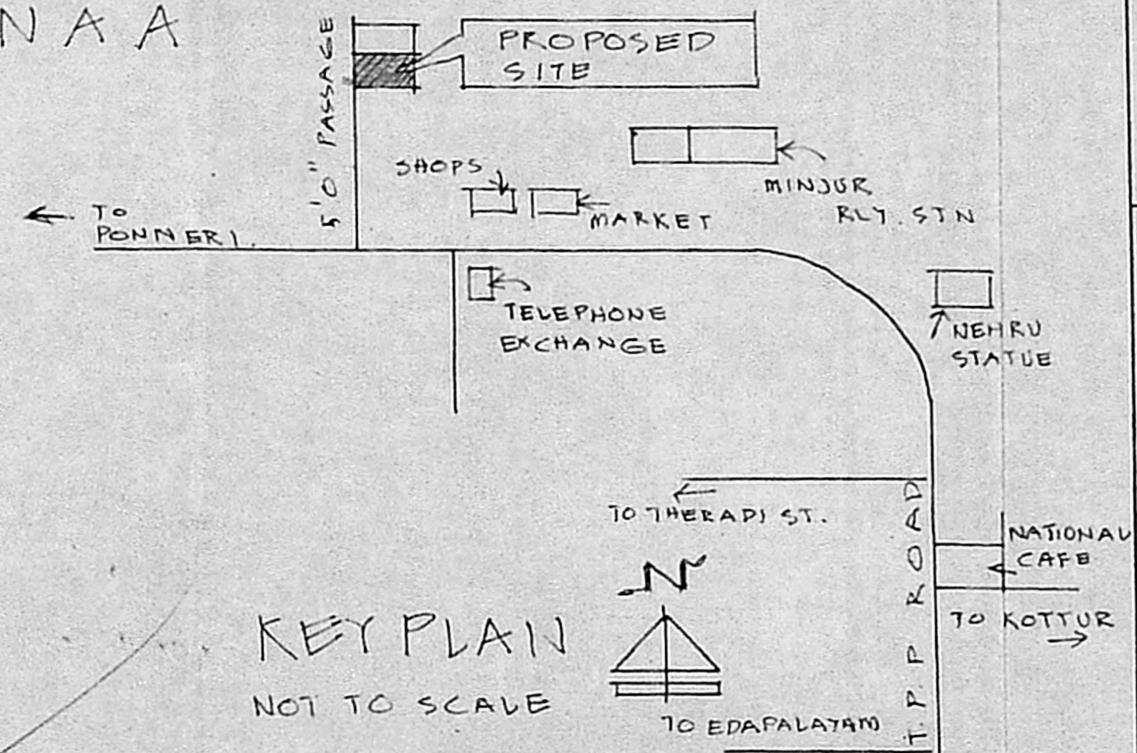 N A A
PROPOSED
SITE
5'0" PASSAGE
SHOPS
MARKET
MINJUR
RLY. STN
TO
PONNERI.
TELEPHONE
EXCHANGE
NEHRU
STATUE
TO THERADI ST.
T.P.P ROAD
NATIONAL
CAFE
TO KOTTUR
N
KEY PLAN
NOT TO SCALE
TO EDAPALAYAM